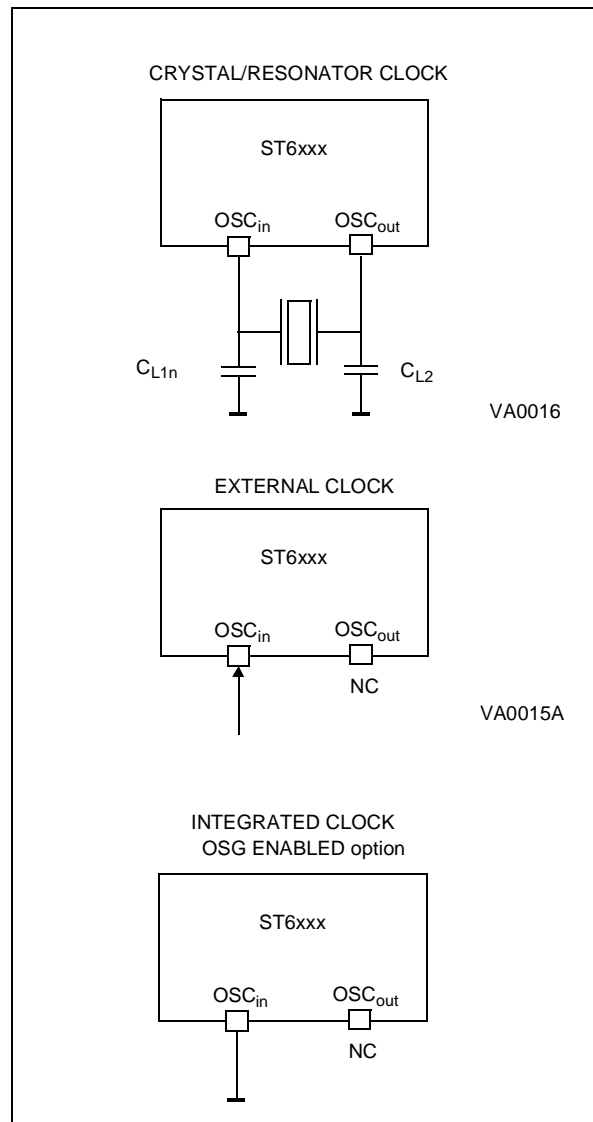 CRYSTAL/RESONATOR CLOCK
ST6xxx
OSCin OSCout
CL1n CL2
VA0016
EXTERNAL CLOCK
ST6xxx
OSCin OSCout
NC
VA0015A
INTEGRATED CLOCK
OSG ENABLED option
ST6xxx
OSCin OSCout
NC